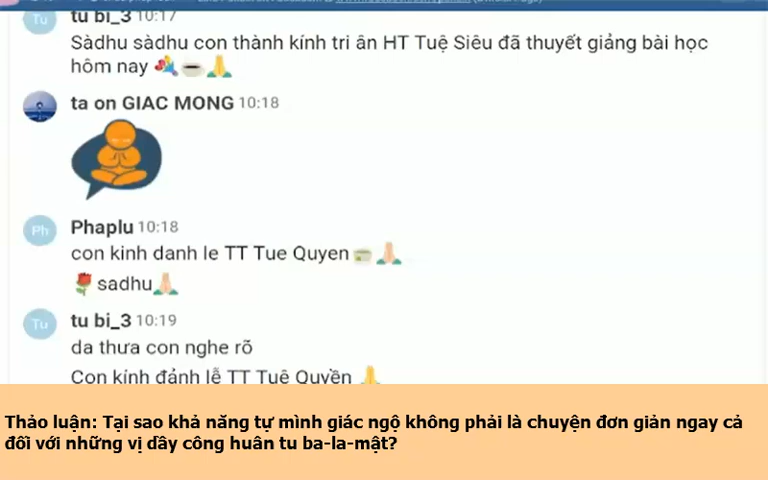 tu bi_3 10:17
Sàdhu sàdhu con thành kính tri ân HT Tuệ Siêu đã thuyết giảng bài học
hôm nay 💐☕🙏
ta on GIAC MONG 10:18
Ph
Phaplu 10:18
con kinh danh le TT Tue Quyen🍵🙏🏻
🌹sadhu🙏🏻
Tu
tu bi_3 10:19
da thưa con nghe rõ
Con kính đảnh lễ TT Tuệ Quyền 🙏
Thảo luận: Tại sao khả năng tự mình giác ngộ không phải là chuyện đơn giản ngay cả
đối với những vị dầy công huân tu ba-la-mật?